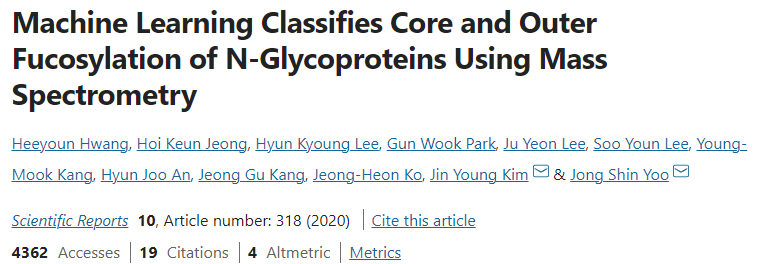 Machine Learning Classifies Core and Outer
Fucosylation of N-Glycoproteins Using Mass
Spectrometry
Heeyoun Hwang, Hoi Keun Jeong, Hyun Kyoung Lee, Gun Wook Park, Ju Yeon Lee, Soo Youn Lee, Young-
Mook Kang, Hyun Joo An, Jeong Gu Kang, Jeong-Heon Ko, Jin Young Kim & Jong Shin Yoo
Scientific Reports 10, Article number: 318 (2020) Cite this article
4362 Accesses 19 Citations 4 Altmetric Metrics